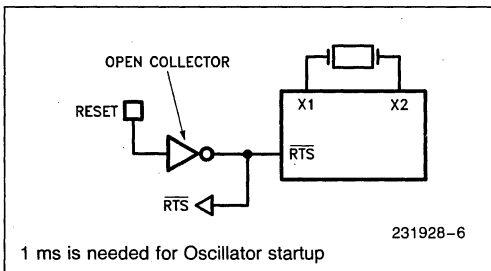 OPEN COLLECTOR
RESET
X1 X2
RTS
RTS
231928-6
1 ms is needed for Oscillator startup